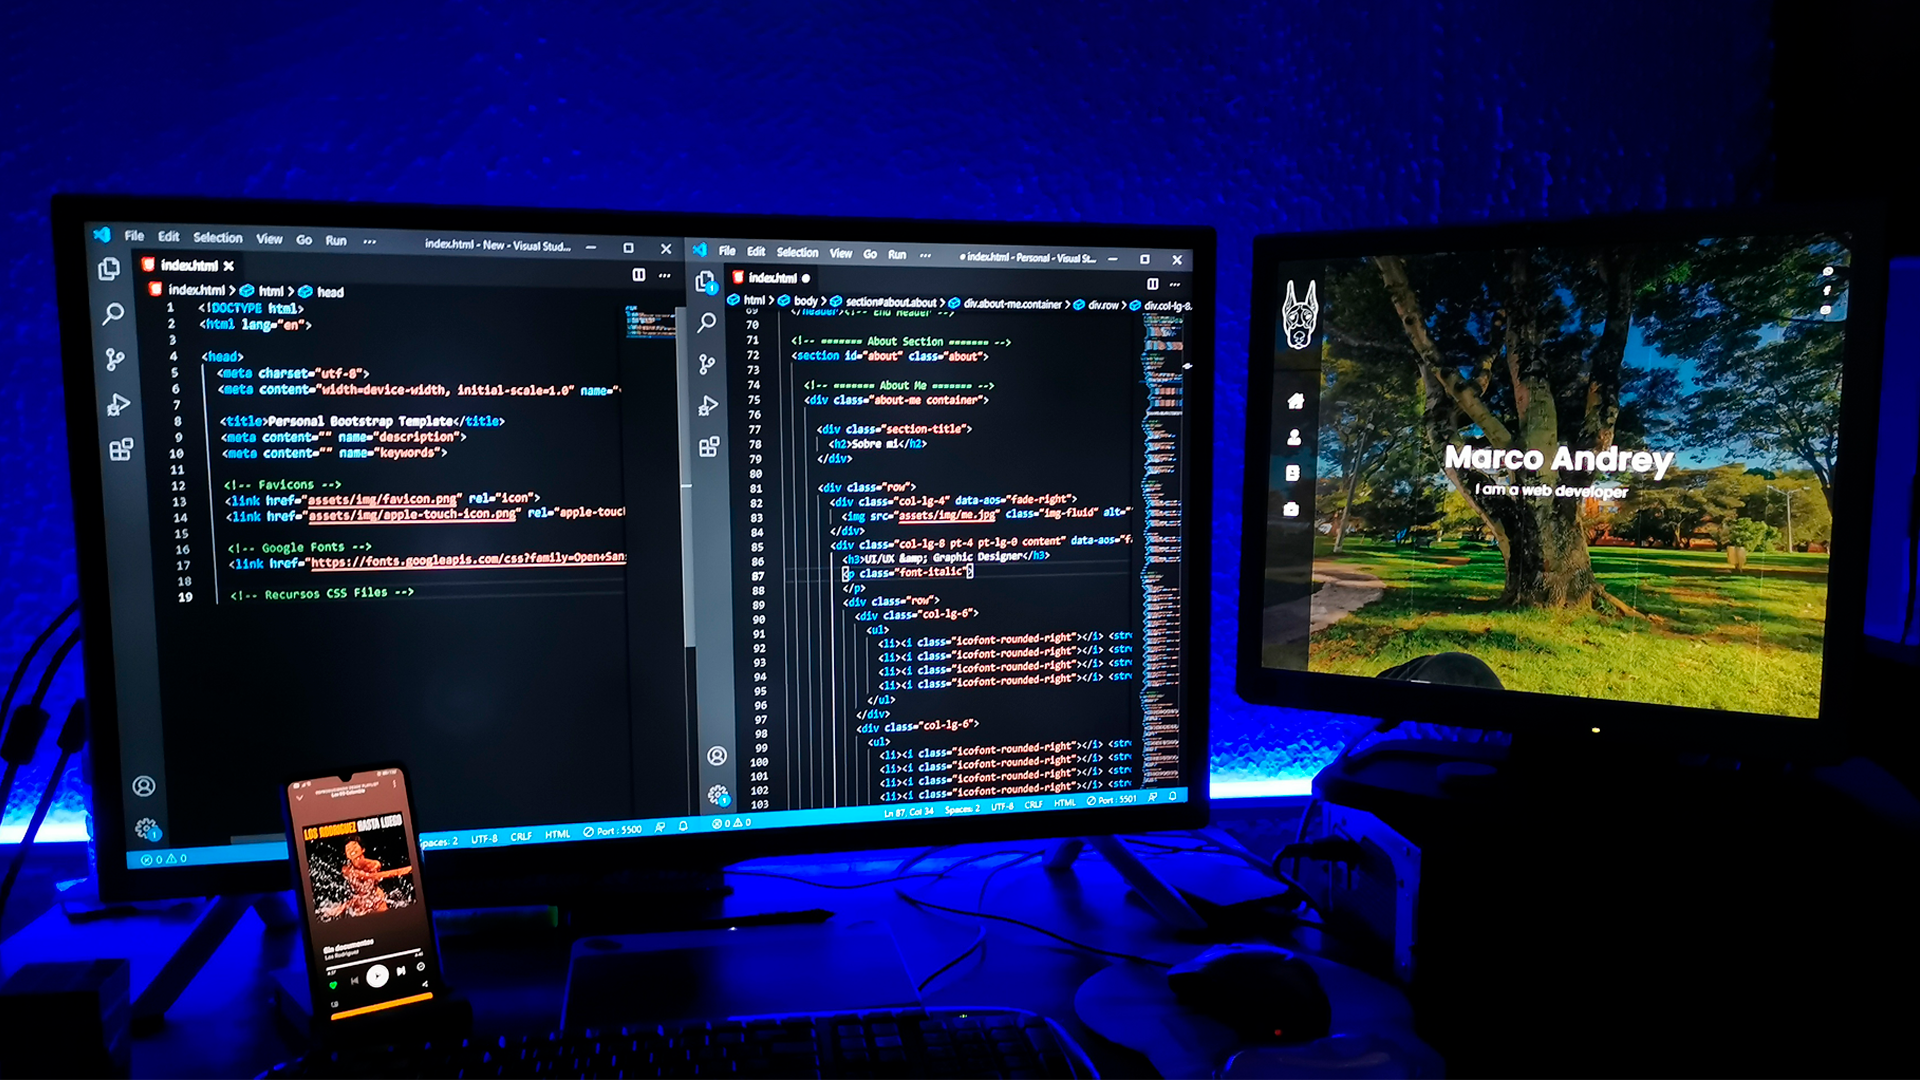 File Edit Selection View Go Run ··· index.html - New - Visual Stud...
index.html
index.html > html > head
1 <!DOCTYPE html>
2 <html lang="en">
3
4 <head>
5 <meta charset="utf-8">
6 <meta content="width=device-width, initial-scale=1.0" name="
7
8 <title>Personal Bootstrap Template</title>
9 <meta content="" name="description">
10 <meta content="" name="keywords">
11
12 <!-- Favicons -->
13 <link href="assets/img/favicon.png" rel="icon">
14 <link href="assets/img/apple-touch-icon.png" rel="apple-touc
15
16 <!-- Google Fonts -->
17 <link href="https://fonts.googleapis.com/css?family=Open+San
18
19 <!-- Recursos CSS Files -->
0 0
paces: 2 UTF-8 CRLF HTML Port : 5500
File Edit Selection View Go Run ··· ● index.html - Personal - Visual St...
index.html
html > body > section#about.about > div.about-me.container > div.row > div.col-lg-8.
69 </header><!-- End Header -->
70
71 <!-- ======= About Section ======= -->
72 <section id="about" class="about">
73
74 <!-- ======= About Me ======= -->
75 <div class="about-me container">
76
77 <div class="section-title">
78 <h2>Sobre mi</h2>
79 </div>
80
81 <div class="row">
82 <div class="col-lg-4" data-aos="fade-right">
83 <img src="assets/img/me.jpg" class="img-fluid" alt="
84 </div>
85 <div class="col-lg-8 pt-4 pt-lg-0 content" data-aos="f
86 <h3>UI/UX &amp; Graphic Designer</h3>
87 <p class="font-italic">
88 </p>
89 <div class="row">
90 <div class="col-lg-6">
91 <ul>
92 <li><i class="icofont-rounded-right"></i> <str
93 <li><i class="icofont-rounded-right"></i> <str
94 <li><i class="icofont-rounded-right"></i> <str
95 <li><i class="icofont-rounded-right"></i> <str
96 </ul>
97 </div>
98 <div class="col-lg-6">
99 <ul>
100 <li><i class="icofont-rounded-right"></i> <str
101 <li><i class="icofont-rounded-right"></i> <str
102 <li><i class="icofont-rounded-right"></i> <str
103 <li><i class="icofont-rounded-right"></i> <str
0 0 Ln 87, Col 34 Spaces: 2 UTF-8 CRLF HTML Port : 5501
Marco Andrey
I am a web developer
LOS RODRIGUEZ HASTA LUEGO
Sin documentos
Los Rodriguez